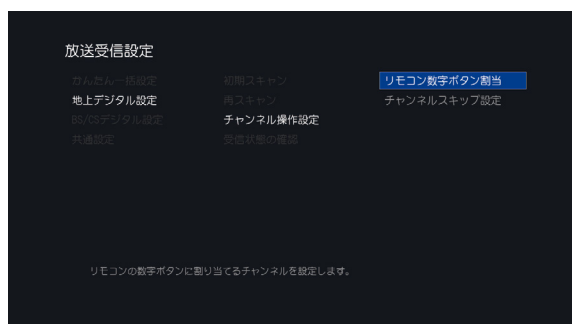 放送受信設定
かんたん一括設定
地上デジタル設定
BS/CSデジタル設定
共通設定
初期スキャン
再スキャン
チャンネル操作設定
受信状態の確認
リモコン数字ボタン割当
チャンネルスキップ設定
リモコンの数字ボタンに割り当てるチャンネルを設定します。